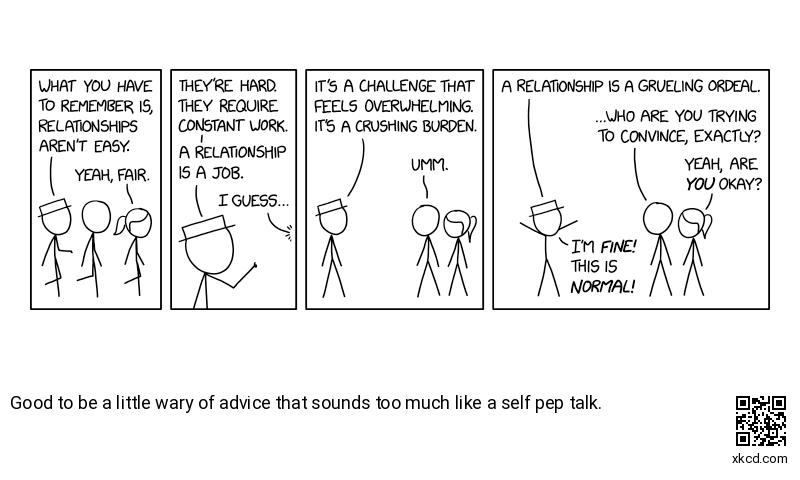 WHAT YOU HAVE
TO REMEMBER IS,
RELATIONSHIPS
AREN'T EASY.
YEAH, FAIR.
THEY'RE HARD.
THEY REQUIRE
CONSTANT WORK.
A RELATIONSHIP
IS A JOB.
I GUESS...
IT'S A CHALLENGE THAT
FEELS OVERWHELMING.
IT'S A CRUSHING BURDEN.
UMM.
A RELATIONSHIP IS A GRUELING ORDEAL.
...WHO ARE YOU TRYING
TO CONVINCE, EXACTLY?
YEAH, ARE
YOU OKAY?
I'M FINE!
THIS IS
NORMAL!
Good to be a little wary of advice that sounds too much like a self pep talk.
xkcd.com